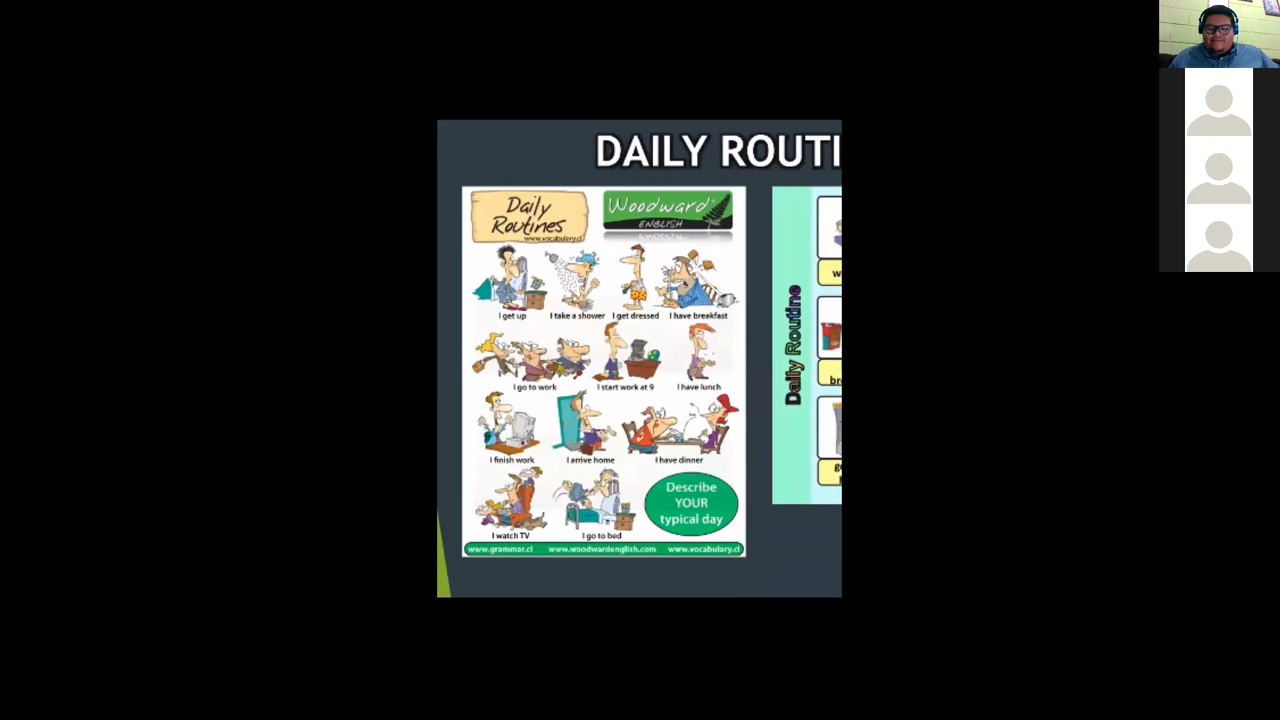 DAILY ROUTI
Daily
Routines
www.vocabulary.cl
Woodward
ENGLISH
I get up
I take a shower
I get dressed
I have breakfast
I go to work
I start work at 9
I have lunch
I finish work
I arrive home
I have dinner
I watch TV
I go to bed
Describe
YOUR
typical day
www.grammar.cl
www.woodwardenglish.com
www.vocabulary.cl
Daily Routine
w
br
g